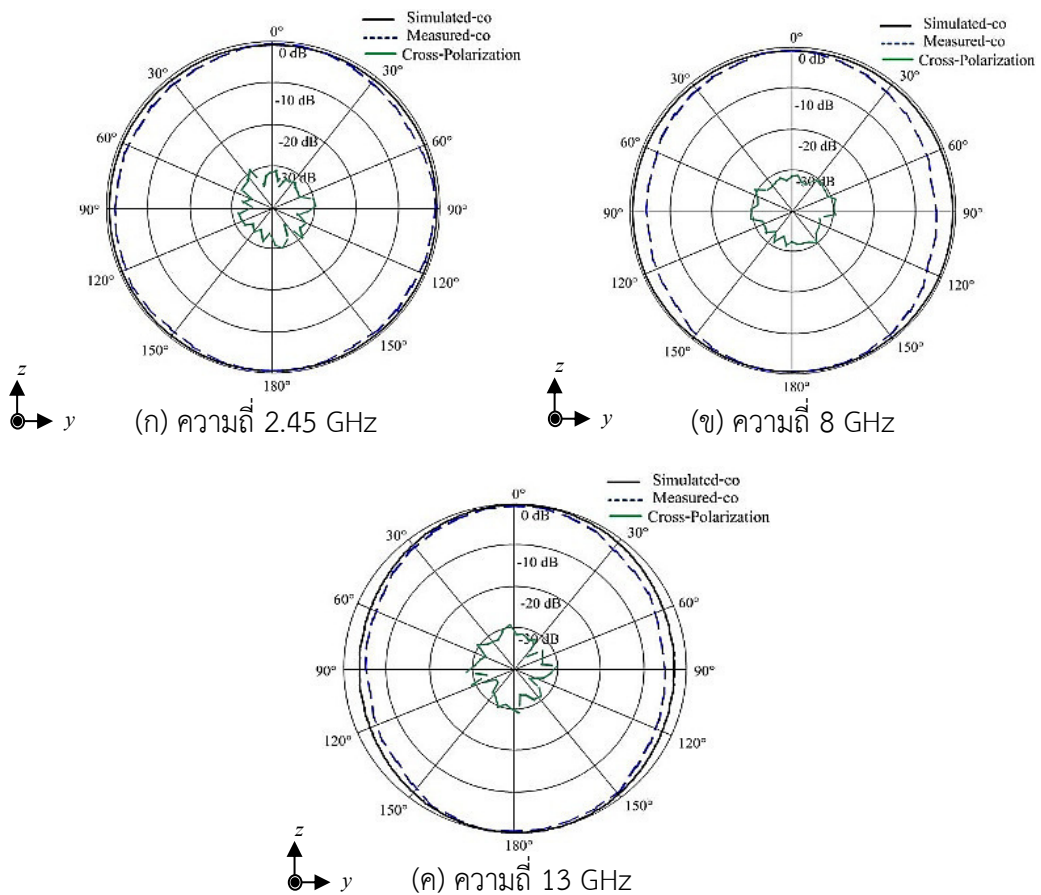 Simulated-co
Measured-co
Cross-Polarization
0°
0 dB
30°
30°
-10 dB
60°
60°
-20 dB
-30 dB
90°
90°
120°
120°
150°
150°
180°
z
y
(ก) ความถี่ 2.45 GHz
Simulated-co
Measured-co
Cross-Polarization
0°
0 dB
30°
30°
-10 dB
60°
60°
-20 dB
-30 dB
90°
90°
120°
120°
150°
150°
180°
z
y
(ข) ความถี่ 8 GHz
Simulated-co
Measured-co
Cross-Polarization
0°
0 dB
30°
30°
-10 dB
60°
60°
-20 dB
-30 dB
90°
90°
120°
120°
150°
150°
180°
z
y
(ค) ความถี่ 13 GHz